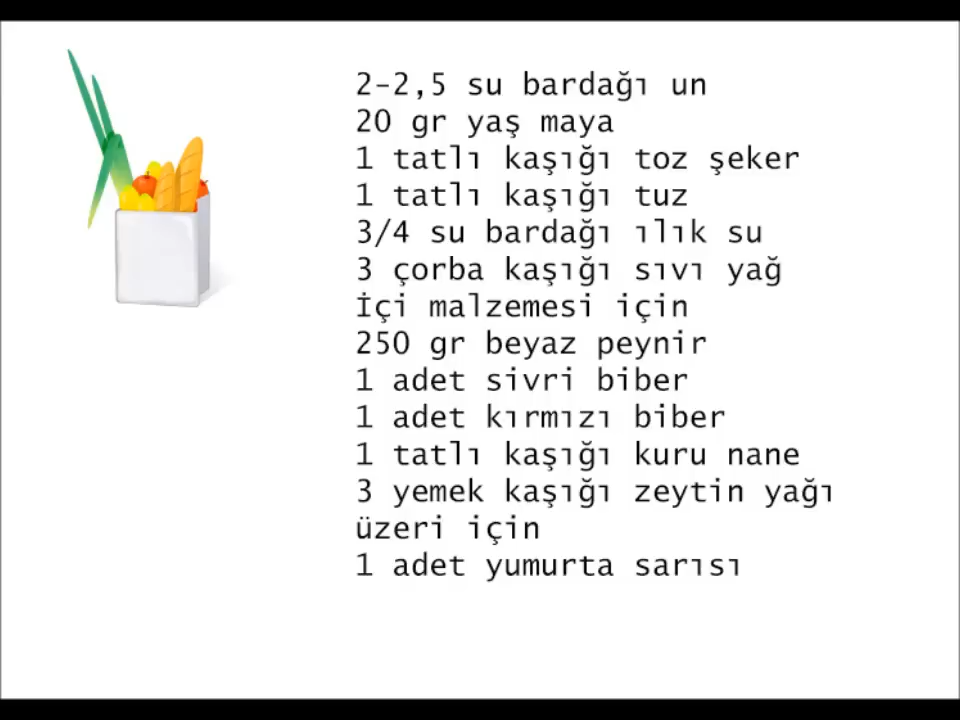 2-2,5 su bardağı un
20 gr yaş maya
1 tatlı kaşığı toz şeker
1 tatlı kaşığı tuz
3/4 su bardağı ılık su
3 çorba kaşığı sıvı yağ
İçi malzemesi için
250 gr beyaz peynir
1 adet sivri biber
1 adet kırmızı biber
1 tatlı kaşığı kuru nane
3 yemek kaşığı zeytin yağı
üzeri için
1 adet yumurta sarısı